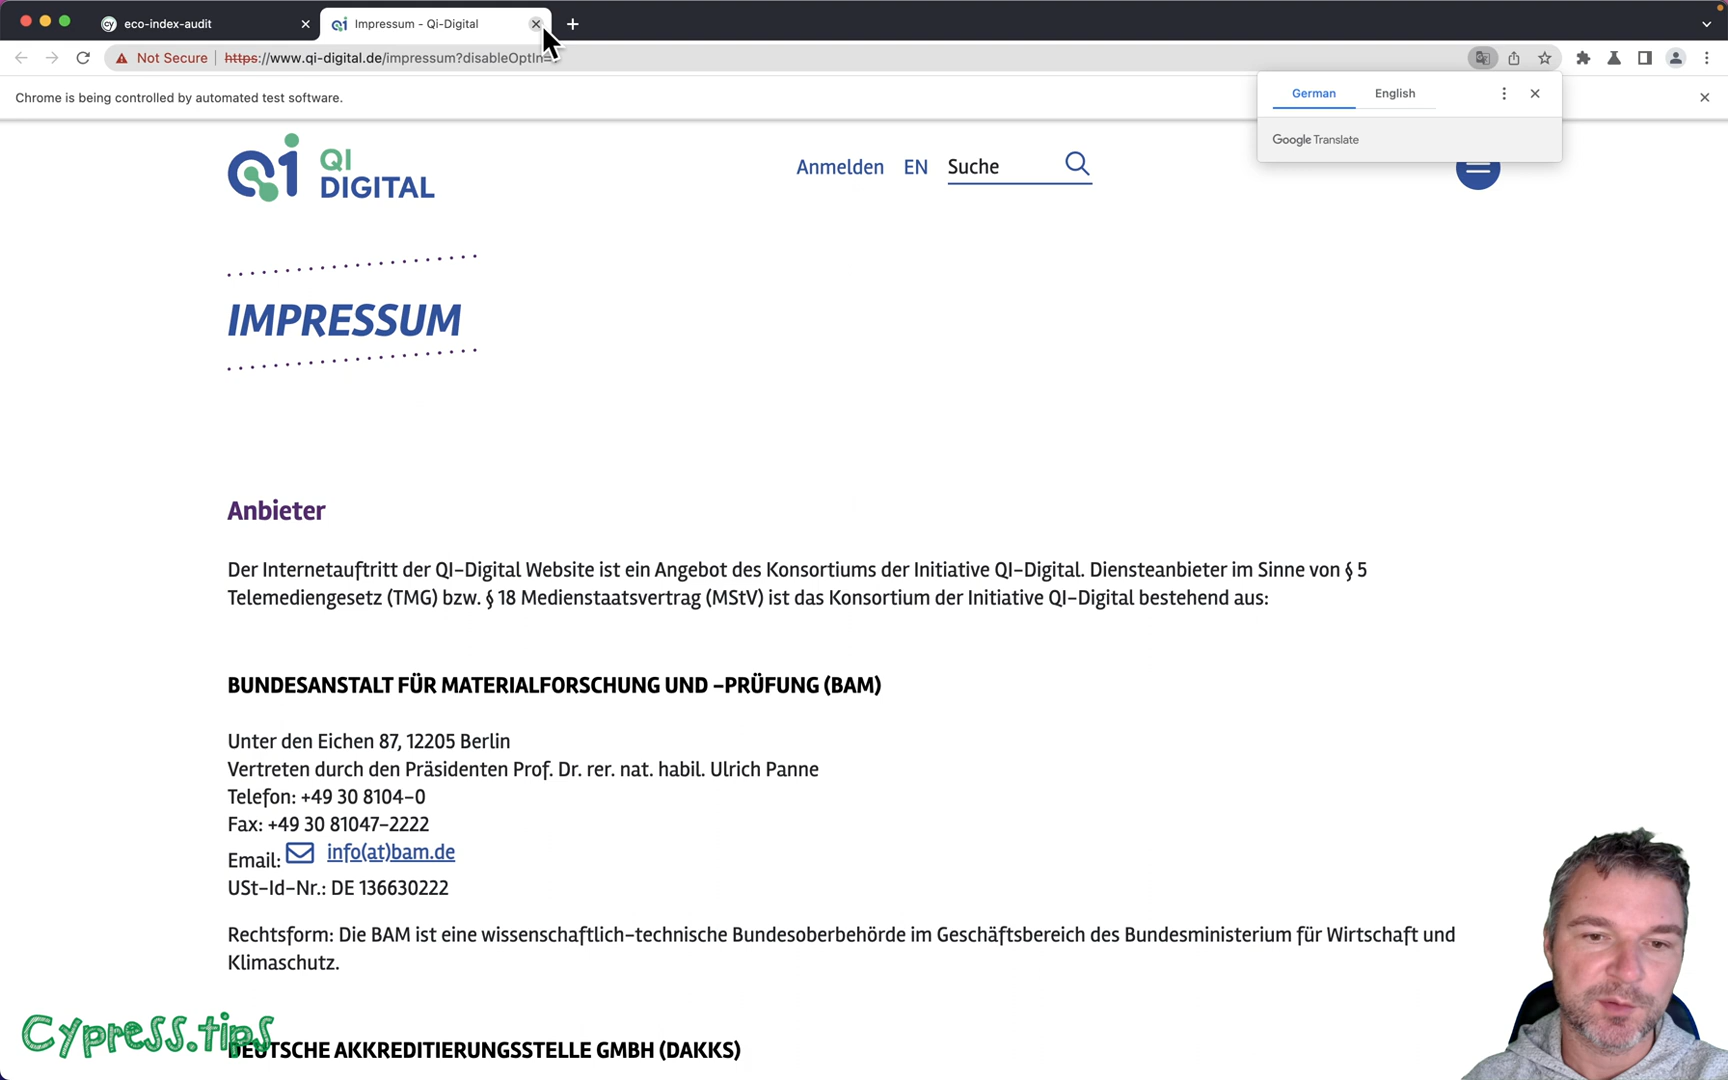 eco-index-audit
Impressum - Qi-Digital
Not Secure https://www.qi-digital.de/impressum?disableOptIn=
Chrome is being controlled by automated test software.
German English
Google Translate
QI
DIGITAL
Anmelden EN Suche
IMPRESSUM
Anbieter
Der Internetauftritt der QI-Digital Website ist ein Angebot des Konsortiums der Initiative QI-Digital. Diensteanbieter im Sinne von § 5
Telemediengesetz (TMG) bzw. § 18 Medienstaatsvertrag (MStV) ist das Konsortium der Initiative QI-Digital bestehend aus:
BUNDESANSTALT FÜR MATERIALFORSCHUNG UND -PRÜFUNG (BAM)
Unter den Eichen 87, 12205 Berlin
Vertreten durch den Präsidenten Prof. Dr. rer. nat. habil. Ulrich Panne
Telefon: +49 30 8104-0
Fax: +49 30 81047-2222
Email: info(at)bam.de
USt-Id-Nr.: DE 136630222
Rechtsform: Die BAM ist eine wissenschaftlich-technische Bundesoberbehörde im Geschäftsbereich des Bundesministerium für Wirtschaft und
Klimaschutz.
Cypress.tips
DEUTSCHE AKKREDITIERUNGSSTELLE GMBH (DAKKS)